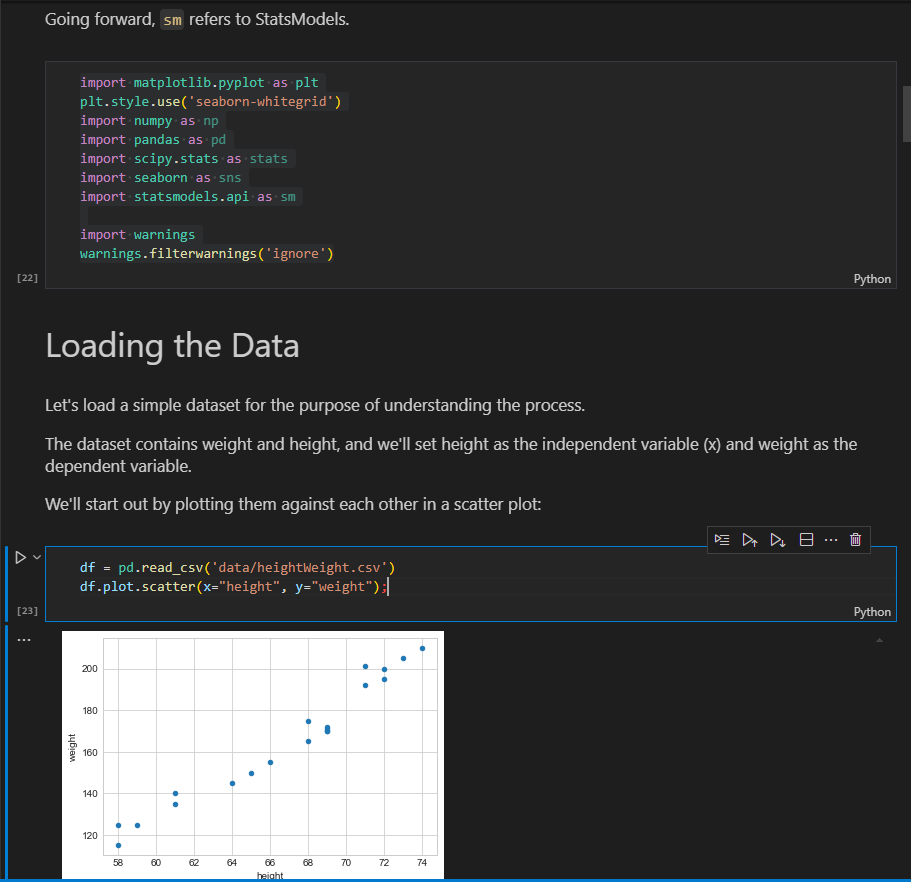 Going forward, sm refers to StatsModels.
import matplotlib.pyplot as plt
plt.style.use('seaborn-whitegrid')
import numpy as np
import pandas as pd
import scipy.stats as stats
import seaborn as sns
import statsmodels.api as sm
import warnings
warnings.filterwarnings('ignore')
[22]
Python
Loading the Data
Let's load a simple dataset for the purpose of understanding the process.
The dataset contains weight and height, and we'll set height as the independent variable (x) and weight as the
dependent variable.
We'll start out by plotting them against each other in a scatter plot:
df = pd.read_csv('data/heightWeight.csv')
df.plot.scatter(x="height", y="weight");
[23]
Python
200
180
160
140
120
weight
58 60 62 64 66 68 70 72 74
height